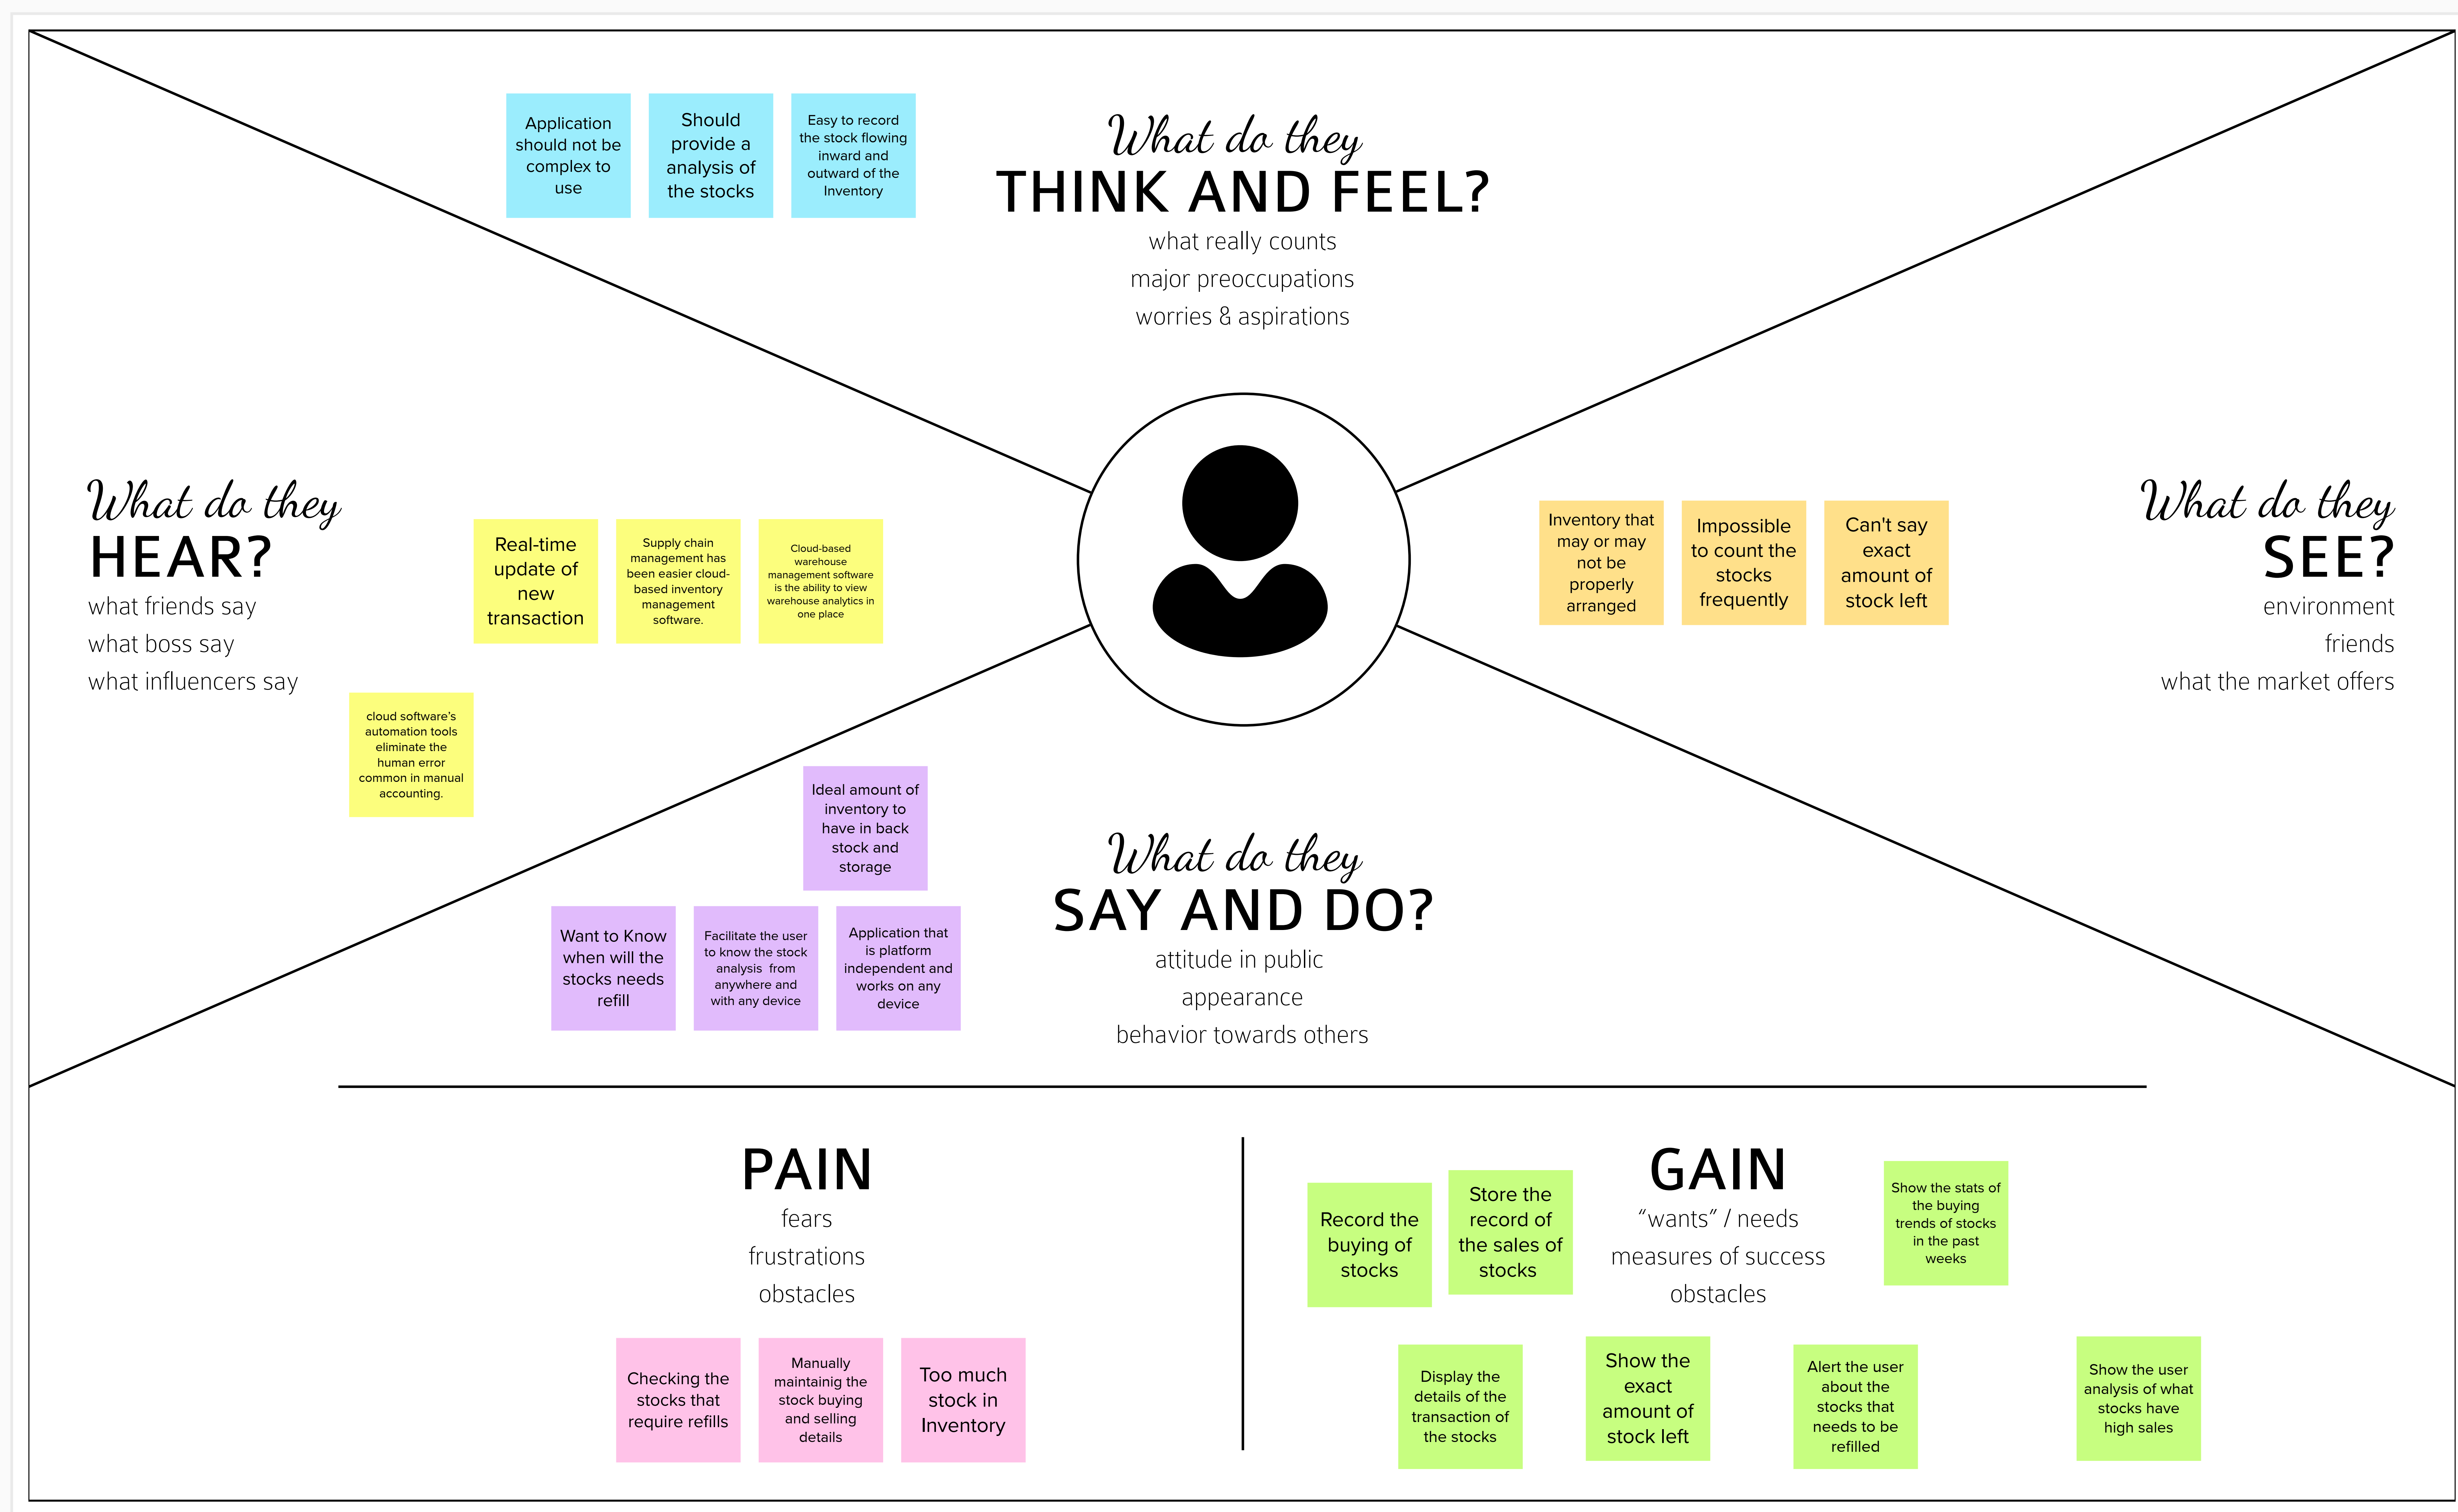 Application
should not be
complex to
use
Should
provide a
analysis of
the stocks
Easy to record
the stock flowing
inward and
outward of the
Inventory
What do they
THINK AND FEEL?
what really counts
major preoccupations
worries & aspirations
What do they
HEAR?
what friends say
what boss say
what influencers say
Real-time
update of
new
transaction
Supply chain
management has
been easier cloud-
based inventory
management
software.
Cloud-based
warehouse
management software
is the ability to view
warehouse analytics in
one place
cloud software's
automation tools
eliminate the
human error
common in manual
accounting.
Inventory that
may or may
not be
properly
arranged
Impossible
to count the
stocks
frequently
Can't say
exact
amount of
stock left
What do they
SEE?
environment
friends
what the market offers
Ideal amount of
inventory to
have in back
stock and
storage
Want to Know
when will the
stocks needs
refill
Facilitate the user
to know the stock
analysis from
anywhere and
with any device
Application that
is platform
independent and
works on any
device
What do they
SAY AND DO?
attitude in public
appearance
behavior towards others
PAIN
fears
frustrations
obstacles
Checking the
stocks that
require refills
Manually
maintainig the
stock buying
and selling
details
Too much
stock in
Inventory
GAIN
“wants” / needs
measures of success
obstacles
Record the
buying of
stocks
Store the
record of
the sales of
stocks
Show the stats of
the buying
trends of stocks
in the past
weeks
Display the
details of the
transaction of
the stocks
Show the
exact
amount of
stock left
Alert the user
about the
stocks that
needs to be
refilled
Show the user
analysis of what
stocks have
high sales